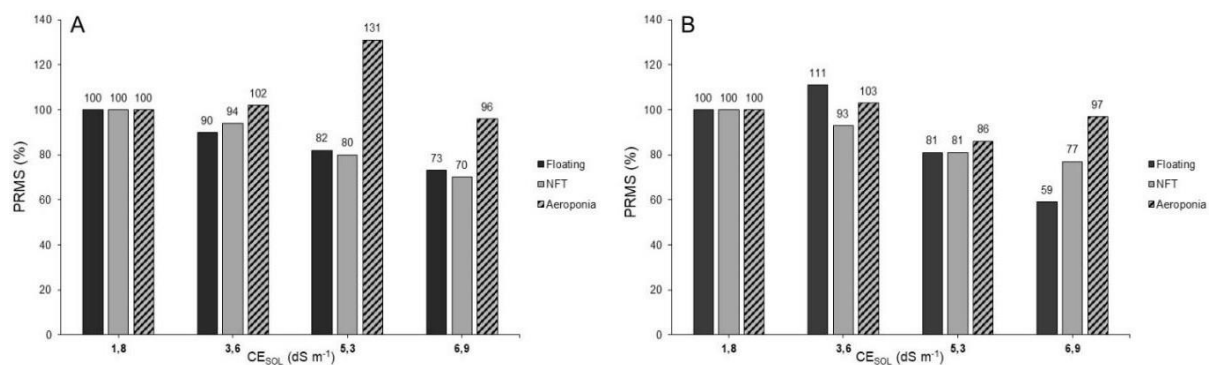 A
PRMS (%)
140
120
100
80
60
40
20
0
100 100 100
90 94 102
82 80 131
73 70 96
1,8 3,6 5,3 6,9
CESOL (dS m-1)
Floating
NFT
Aeroponia
B
PRMS (%)
140
120
100
80
60
40
20
0
100 100 100
111 93 103
81 81 86
59 77 97
1,8 3,6 5,3 6,9
CESOL (dS m-1)
Floating
NFT
Aeroponia